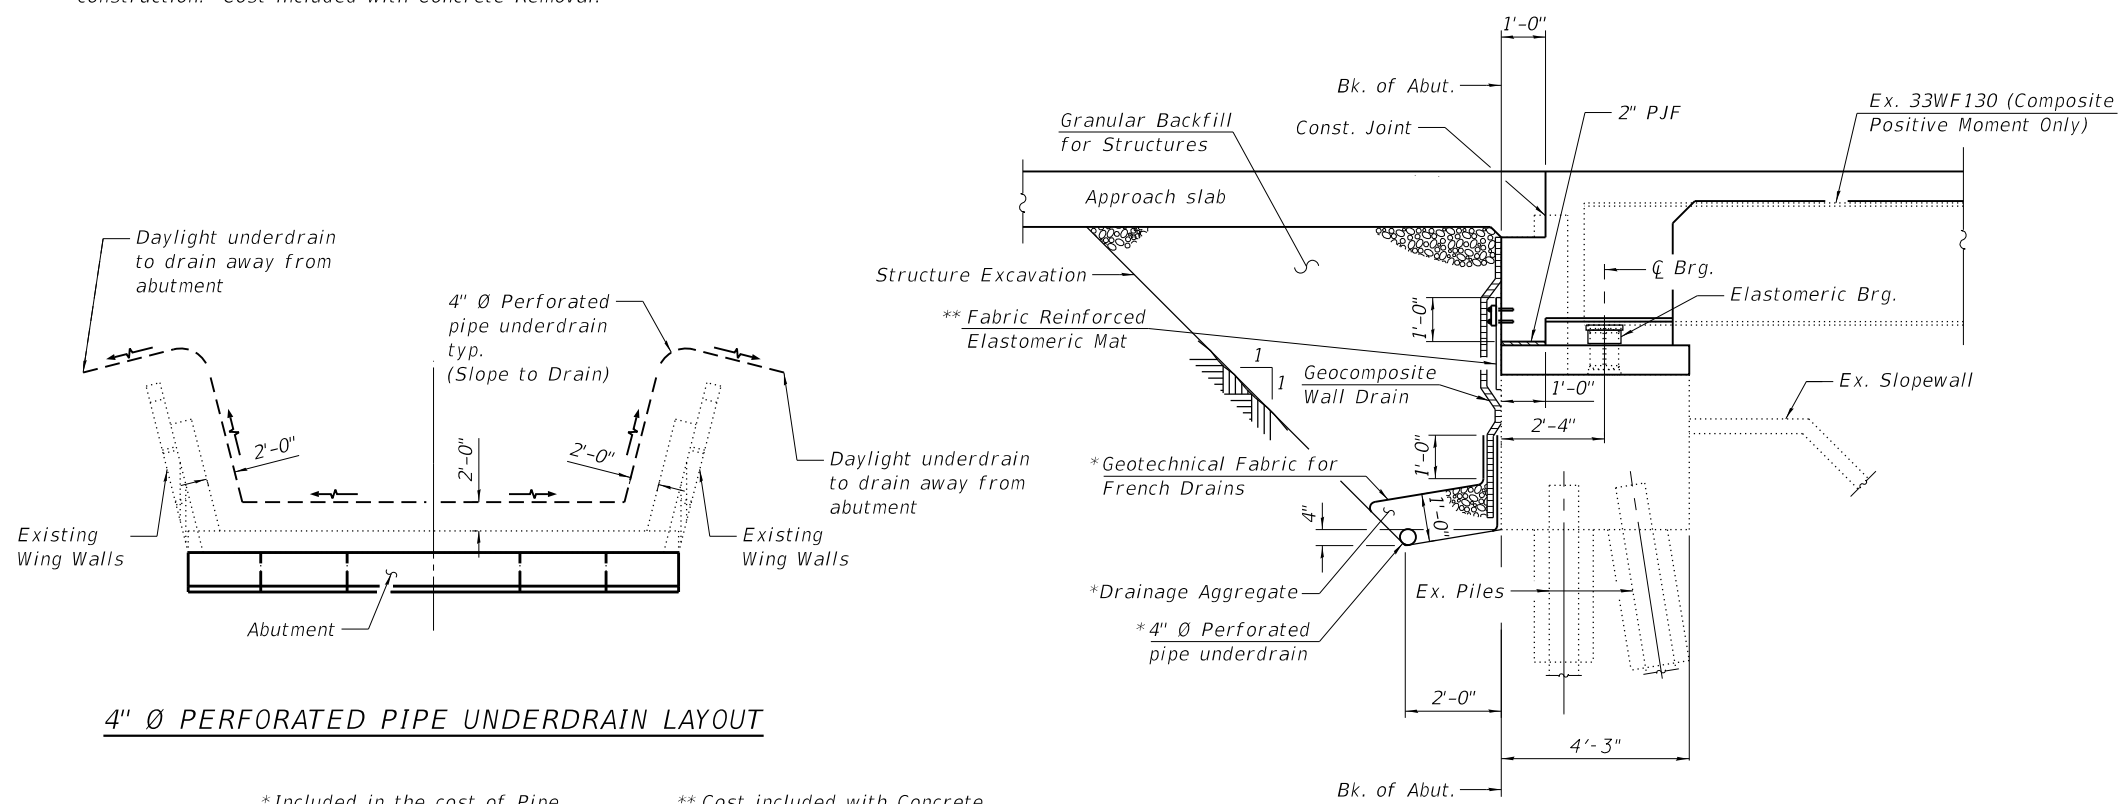 construction. Cost included with Concrete Removal.
Daylight underdrain
to drain away from
abutment
4" Ø Perforated
pipe underdrain
typ.
(Slope to Drain)
2'-0"
2'-0"
2'-0"
Daylight underdrain
to drain away from
abutment
Existing
Wing Walls
Existing
Wing Walls
Abutment
4" Ø PERFORATED PIPE UNDERDRAIN LAYOUT
*Included in the cost of Pipe
** Cost included with Concrete
1'-0"
Bk. of Abut.
Const. Joint
2" PJF
Ex. 33WF130 (Composite
Positive Moment Only)
Granular Backfill
for Structures
Approach slab
Structure Excavation
℄ Brg.
Elastomeric Brg.
** Fabric Reinforced
Elastomeric Mat
1'-0"
1
1
Geocomposite
Wall Drain
1'-0"
2'-4"
Ex. Slopewall
*Geotechnical Fabric for
French Drains
1'-0"
1'-0"
4"
*Drainage Aggregate
Ex. Piles
*4" Ø Perforated
pipe underdrain
2'-0"
4'-3"
Bk. of Abut.